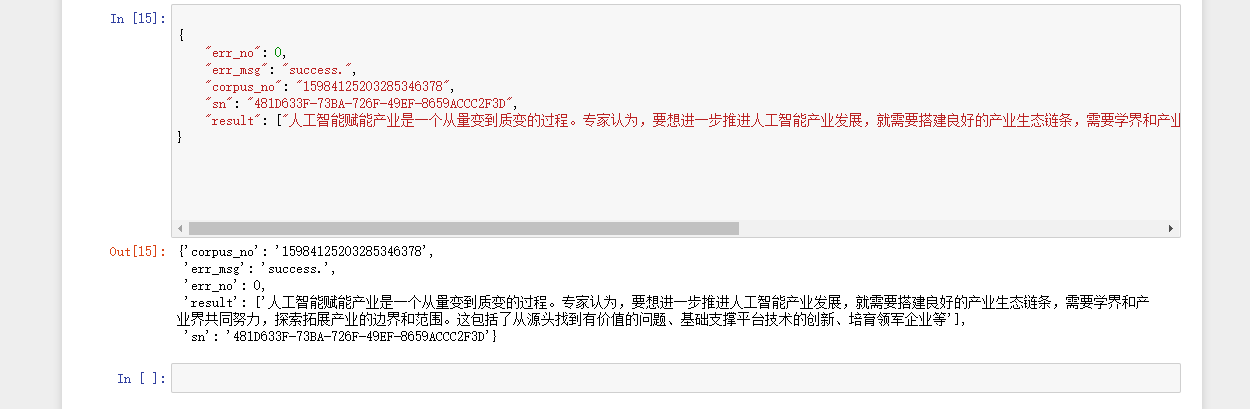 In [15]:
{
"err_no": 0,
"err_msg": "success.",
"corpus_no": "15984125203285346378",
"sn": "481D633F-73BA-726F-49EF-8659ACCC2F3D",
"result": ["人工智能赋能产业是一个从量变到质变的过程。专家认为，要想进一步推进人工智能产业发展，就需要搭建良好的产业生态链条，需要学界和产业
}
Out[15]: {'corpus_no': '15984125203285346378',
'err_msg': 'success.',
'err_no': 0,
'result': ['人工智能赋能产业是一个从量变到质变的过程。专家认为，要想进一步推进人工智能产业发展，就需要搭建良好的产业生态链条，需要学界和产
业界共同努力，探索拓展产业的边界和范围。这包括了从源头找到有价值的问题、基础支撑平台技术的创新、培育领军企业等'],
'sn': '481D633F-73BA-726F-49EF-8659ACCC2F3D'}
In [ ]: